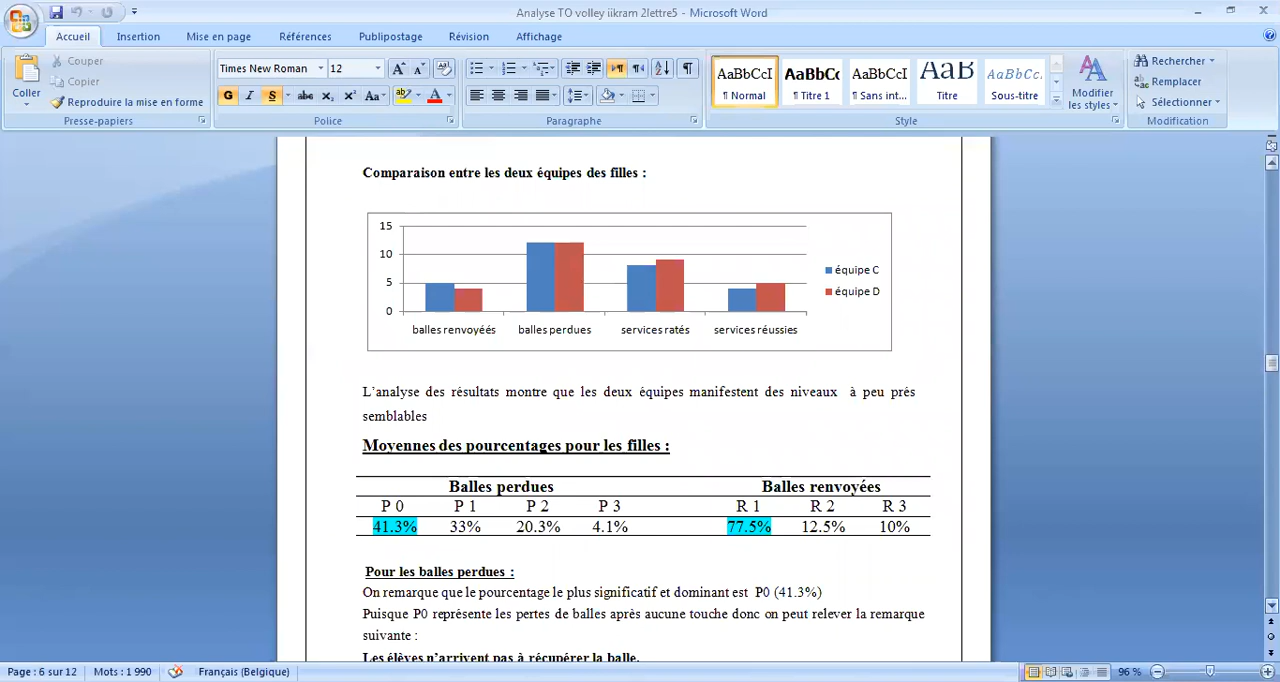 Analyse TO volley iikram 2lettre5 - Microsoft Word
Accueil Insertion Mise en page Références Publipostage Révision Affichage
Coller
Couper
Copier
Reproduire la mise en forme
Presse-papiers
Times New Roman 12
G I S abc X₂ X² Aa
Police
Paragraphe
AaBbCcI AaBbCc AaBbCcI AaB AaBbCc.
¶ Normal ¶ Titre 1 ¶ Sans int... Titre Sous-titre
Modifier
les styles
Style
Rechercher
Remplacer
Sélectionner
Modification
Comparaison entre les deux équipes des filles :
15
10
5
0
balles renvoyéés balles perdues services ratés services réussies
équipe C
équipe D
L’analyse des résultats montre que les deux équipes manifestent des niveaux à peu prés
semblables
Moyennes des pourcentages pour les filles :
Balles perdues Balles renvoyées
P 0 P 1 P 2 P 3 R 1 R 2 R 3
41.3% 33% 20.3% 4.1% 77.5% 12.5% 10%
Pour les balles perdues :
On remarque que le pourcentage le plus significatif et dominant est P0 (41.3%)
Puisque P0 représente les pertes de balles après aucune touche donc on peut relever la remarque
suivante :
Les élèves n’arrivent pas à récupérer la balle.
Page : 6 sur 12 Mots : 1 990 Français (Belgique) 96 %